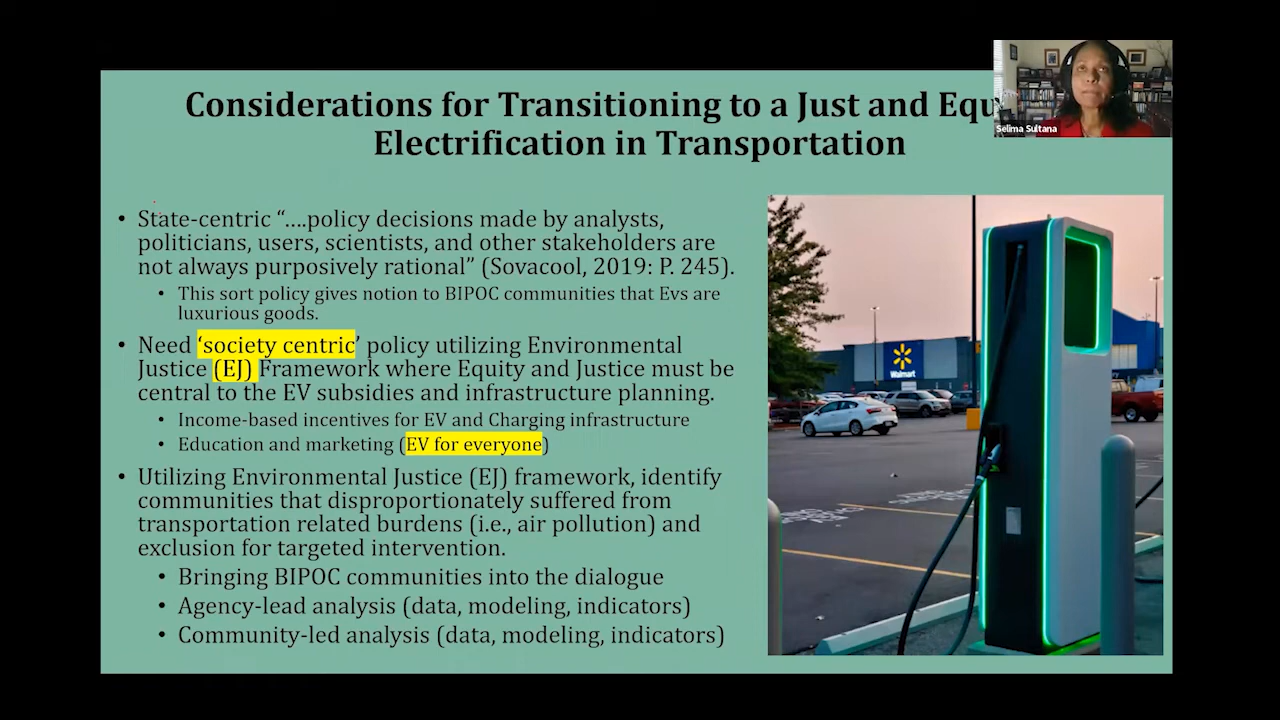 Considerations for Transitioning to a Just and Equ
Electrification in Transportation
Selima Sultana
• State-centric “….policy decisions made by analysts,
politicians, users, scientists, and other stakeholders are
not always purposively rational” (Sovacool, 2019: P. 245).
• This sort policy gives notion to BIPOC communities that Evs are
luxurious goods.
• Need ‘society centric’ policy utilizing Environmental
Justice (EJ) Framework where Equity and Justice must be
central to the EV subsidies and infrastructure planning.
• Income-based incentives for EV and Charging infrastructure
• Education and marketing (EV for everyone)
• Utilizing Environmental Justice (EJ) framework, identify
communities that disproportionately suffered from
transportation related burdens (i.e., air pollution) and
exclusion for targeted intervention.
• Bringing BIPOC communities into the dialogue
• Agency-lead analysis (data, modeling, indicators)
• Community-led analysis (data, modeling, indicators)
Walmart